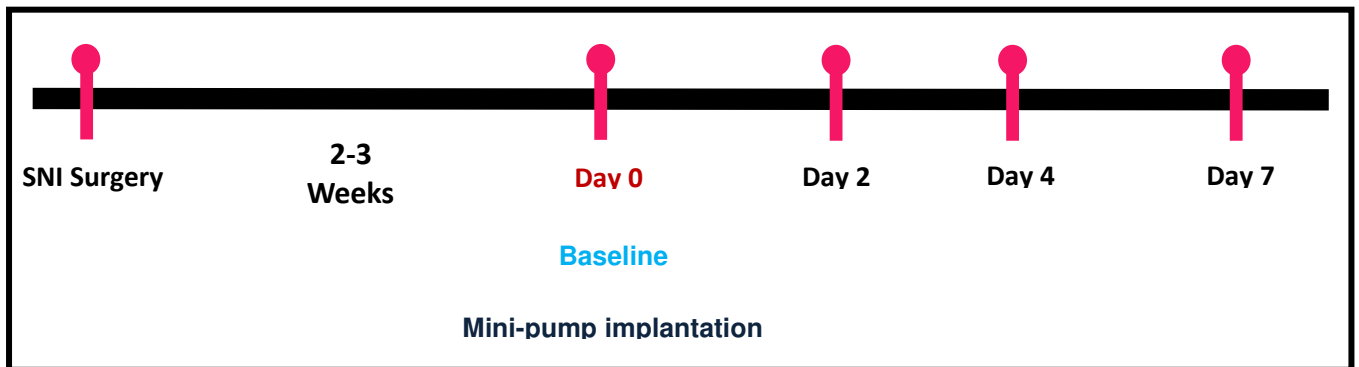 SNI Surgery
2-3
Weeks
Day 0
Day 2
Day 4
Day 7
Baseline
Mini-pump implantation